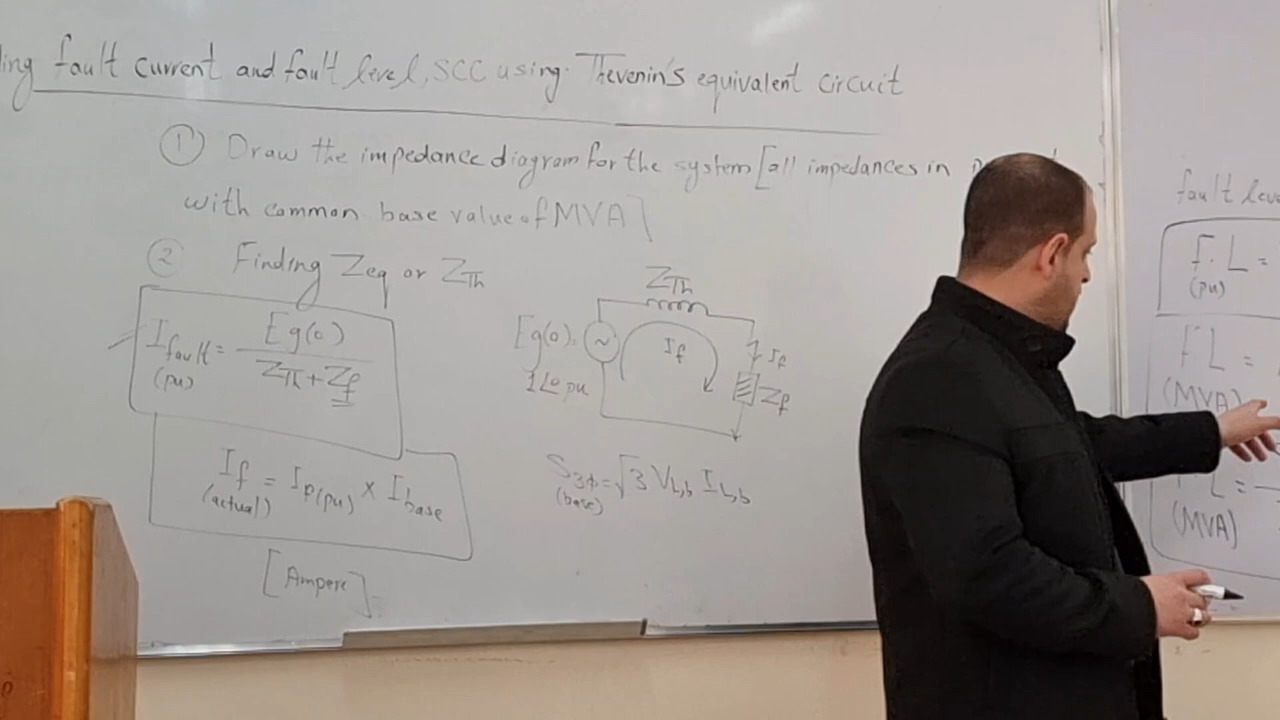 fault current and fault level, SCC using Thevenin's equivalent circuit
① Draw the impedance diagram for the system [all impedances in
with common base value of MVA]
② Finding Zeq or ZTh
Ifault (pu) = Eg(0) / ZTh + Zf
If (actual) = IF(pu) × Ibase
[Ampere]
ZTh
Eg(0).
1∠0 pu
If
If
Zf
S3Φ (base) = √3 VL,b IL,b
fault
F.L =
(pu)
F L =
(MVA)
L =
(MVA)